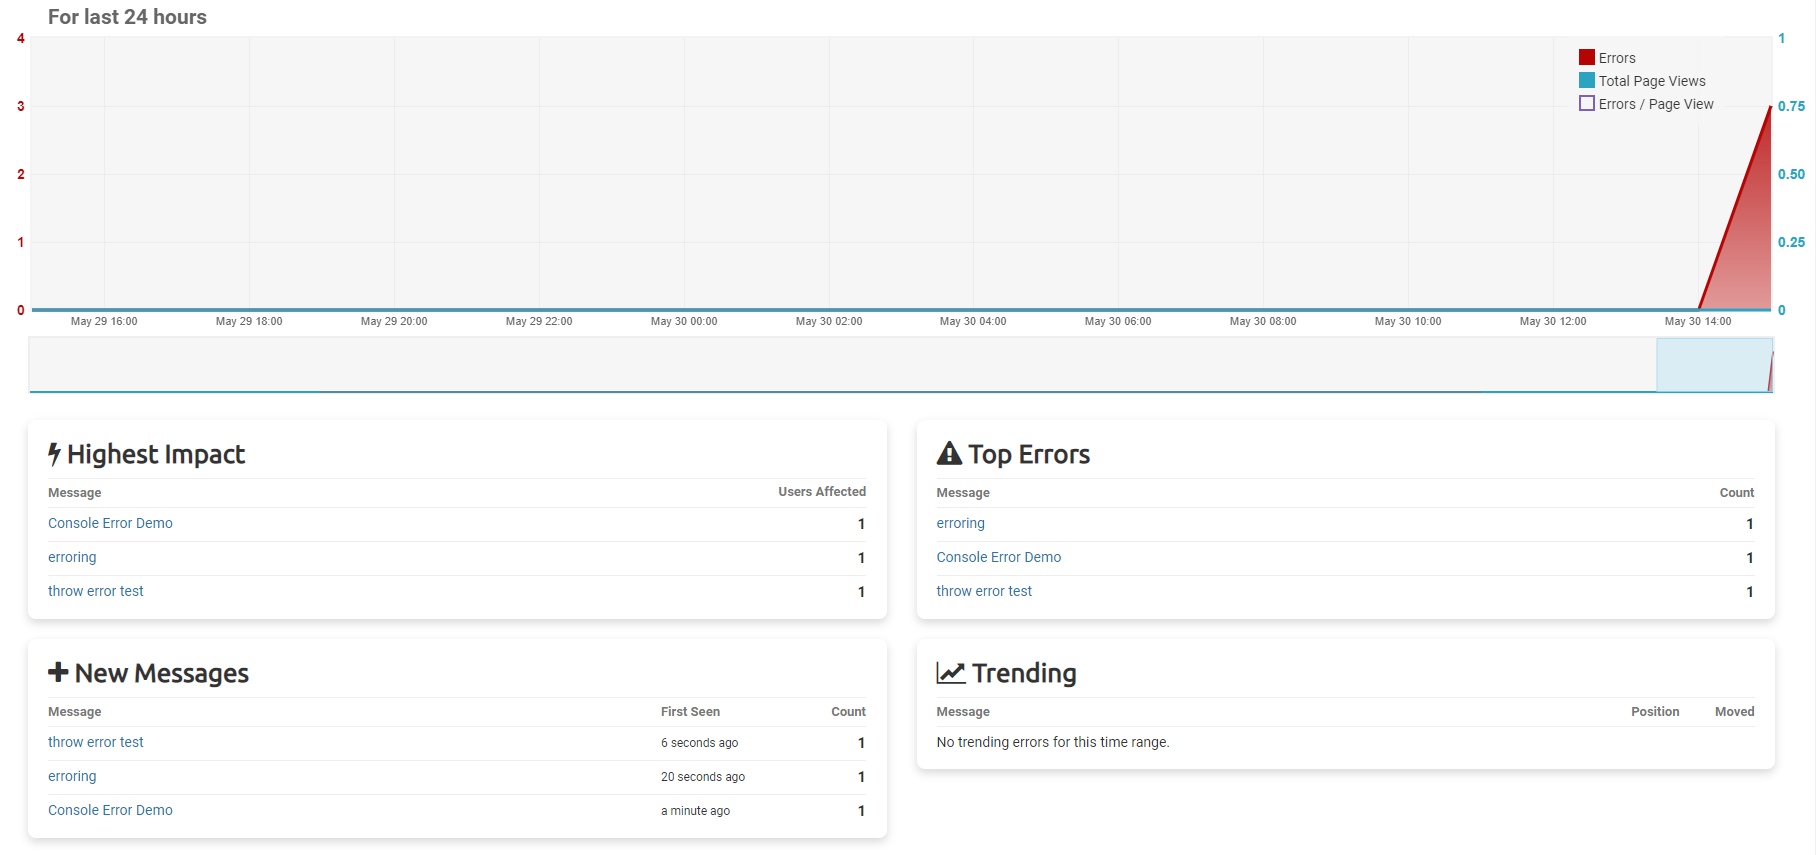 For last 24 hours
4
3
2
1
0
1
0.75
0.50
0.25
0
Errors
Total Page Views
Errors / Page View
May 29 16:00 May 29 18:00 May 29 20:00 May 29 22:00 May 30 00:00 May 30 02:00 May 30 04:00 May 30 06:00 May 30 08:00 May 30 10:00 May 30 12:00 May 30 14:00
Highest Impact
Message Users Affected
Console Error Demo 1
erroring 1
throw error test 1
Top Errors
Message Count
erroring 1
Console Error Demo 1
throw error test 1
New Messages
Message First Seen Count
throw error test 6 seconds ago 1
erroring 20 seconds ago 1
Console Error Demo a minute ago 1
Trending
Message Position Moved
No trending errors for this time range.